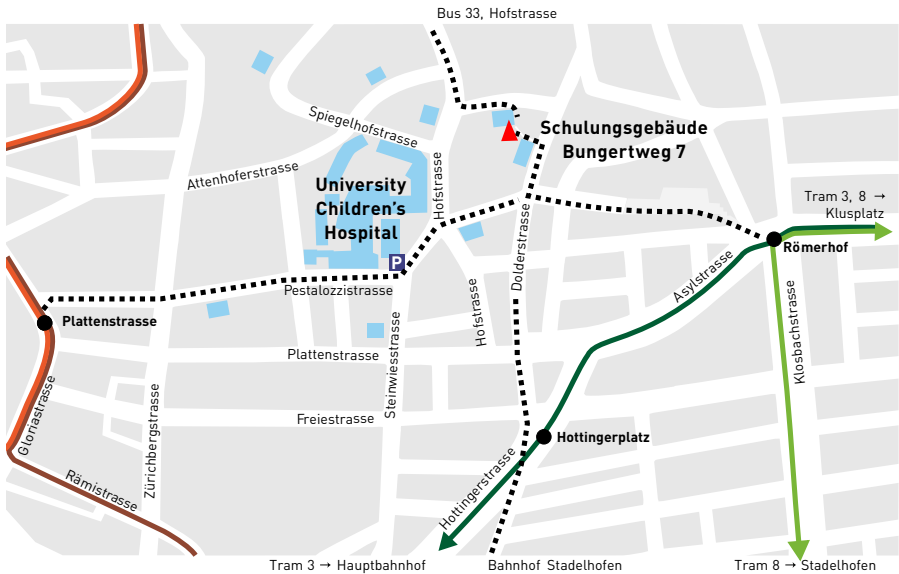 Bus 33, Hofstrasse
Spiegelhofstrasse
Schulungsgebäude
Bungertweg 7
Attenhoferstrasse
University
Children's
Hospital
Hofstrasse
Tram 3, 8 →
Klusplatz
Dolderstrasse
Römerhof
P
Asylstrasse
Pestalozzistrasse
Hofstrasse
Plattenstrasse
Klosbachstrasse
Plattenstrasse
Steinwiesstrasse
Gloriastrasse
Zürichbergstrasse
Freiestrasse
Hottingerplatz
Rämistrasse
Hottingerstrasse
Tram 3 → Hauptbahnhof
Bahnhof Stadelhofen
Tram 8 → Stadelhofen